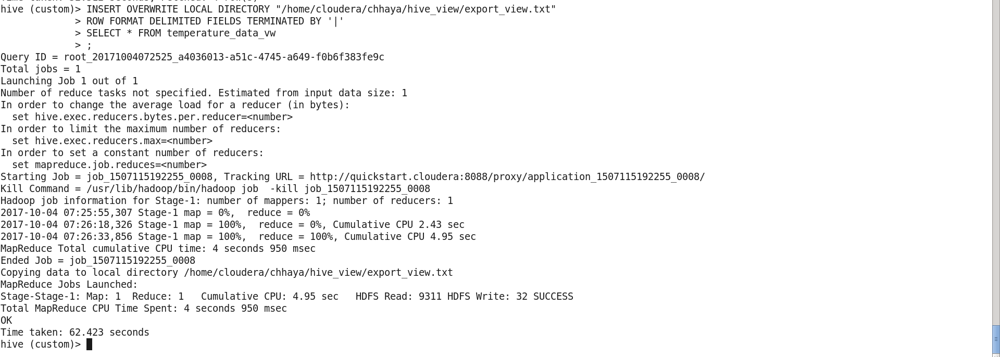 hive (custom)> INSERT OVERWRITE LOCAL DIRECTORY "/home/cloudera/chhaya/hive_view/export_view.txt"
             > ROW FORMAT DELIMITED FIELDS TERMINATED BY '|'
             > SELECT * FROM temperature_data_vw
             > ;
Query ID = root_20171004072525_a4036013-a51c-4745-a649-f0b6f383fe9c
Total jobs = 1
Launching Job 1 out of 1
Number of reduce tasks not specified. Estimated from input data size: 1
In order to change the average load for a reducer (in bytes):
  set hive.exec.reducers.bytes.per.reducer=<number>
In order to limit the maximum number of reducers:
  set hive.exec.reducers.max=<number>
In order to set a constant number of reducers:
  set mapreduce.job.reduces=<number>
Starting Job = job_1507115192255_0008, Tracking URL = http://quickstart.cloudera:8088/proxy/application_1507115192255_0008/
Kill Command = /usr/lib/hadoop/bin/hadoop job  -kill job_1507115192255_0008
Hadoop job information for Stage-1: number of mappers: 1; number of reducers: 1
2017-10-04 07:25:55,307 Stage-1 map = 0%,  reduce = 0%
2017-10-04 07:26:18,326 Stage-1 map = 100%,  reduce = 0%, Cumulative CPU 2.43 sec
2017-10-04 07:26:33,856 Stage-1 map = 100%,  reduce = 100%, Cumulative CPU 4.95 sec
MapReduce Total cumulative CPU time: 4 seconds 950 msec
Ended Job = job_1507115192255_0008
Copying data to local directory /home/cloudera/chhaya/hive_view/export_view.txt
MapReduce Jobs Launched:
Stage-Stage-1: Map: 1  Reduce: 1   Cumulative CPU: 4.95 sec   HDFS Read: 9311 HDFS Write: 32 SUCCESS
Total MapReduce CPU Time Spent: 4 seconds 950 msec
OK
Time taken: 62.423 seconds
hive (custom)>